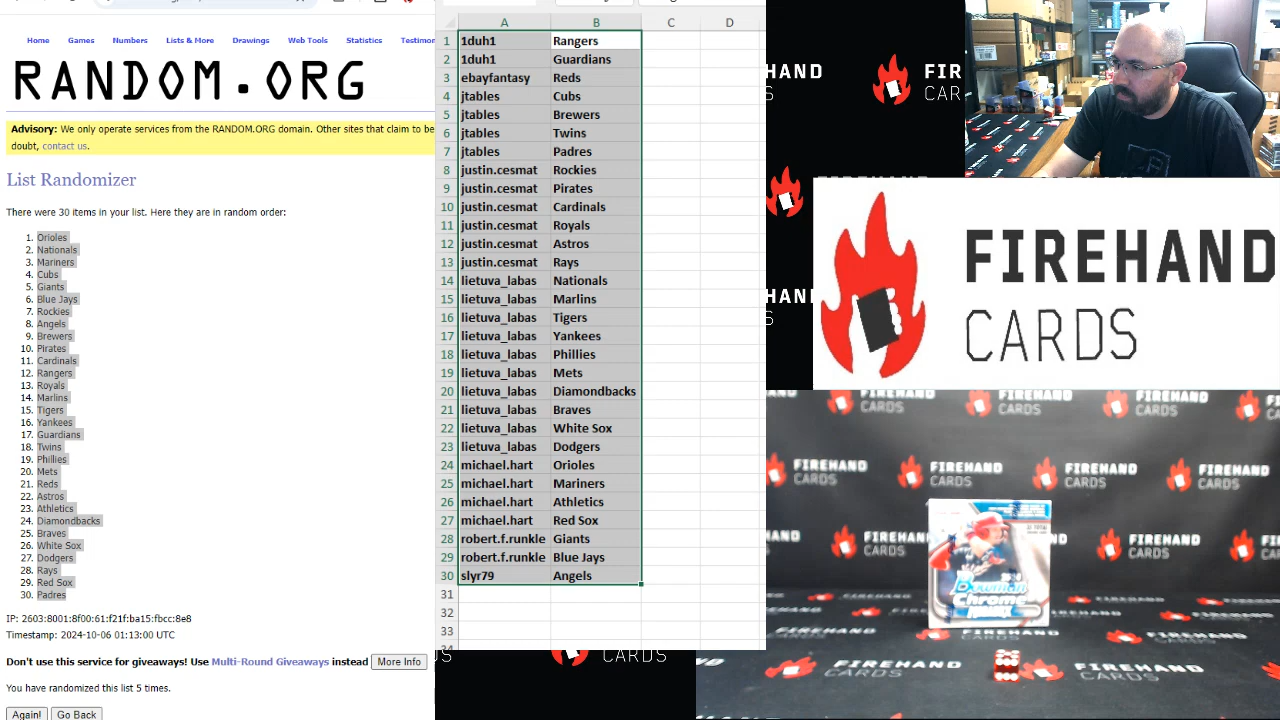 Home Games Numbers Lists & More Drawings Web Tools Statistics Testimor
RANDOM.ORG
Advisory: We only operate services from the RANDOM.ORG domain. Other sites that claim to be
doubt, contact us.
List Randomizer
There were 30 items in your list. Here they are in random order:
1. Orioles
2. Nationals
3. Mariners
4. Cubs
5. Giants
6. Blue Jays
7. Rockies
8. Angels
9. Brewers
10. Pirates
11. Cardinals
12. Rangers
13. Royals
14. Marlins
15. Tigers
16. Yankees
17. Guardians
18. Twins
19. Phillies
20. Mets
21. Reds
22. Astros
23. Athletics
24. Diamondbacks
25. Braves
26. White Sox
27. Dodgers
28. Rays
29. Red Sox
30. Padres
IP: 2603:8001:8f00:61:f21f:ba15:fbcc:8e8
Timestamp: 2024-10-06 01:13:00 UTC
Don't use this service for giveaways! Use Multi-Round Giveaways instead More Info
You have randomized this list 5 times.
Again! Go Back
A B C D
1 1duh1 Rangers
2 1duh1 Guardians
3 ebayfantasy Reds
4 jtables Cubs
5 jtables Brewers
6 jtables Twins
7 jtables Padres
8 justin.cesmat Rockies
9 justin.cesmat Pirates
10 justin.cesmat Cardinals
11 justin.cesmat Royals
12 justin.cesmat Astros
13 justin.cesmat Rays
14 lietuva_labas Nationals
15 lietuva_labas Marlins
16 lietuva_labas Tigers
17 lietuva_labas Yankees
18 lietuva_labas Phillies
19 lietuva_labas Mets
20 lietuva_labas Diamondbacks
21 lietuva_labas Braves
22 lietuva_labas White Sox
23 lietuva_labas Dodgers
24 michael.hart Orioles
25 michael.hart Mariners
26 michael.hart Athletics
27 michael.hart Red Sox
28 robert.f.runkle Giants
29 robert.f.runkle Blue Jays
30 slyr79 Angels
31
32
33
FIREHAND
CARDS
FIREHAND
CARDS
Bowman
Chrome